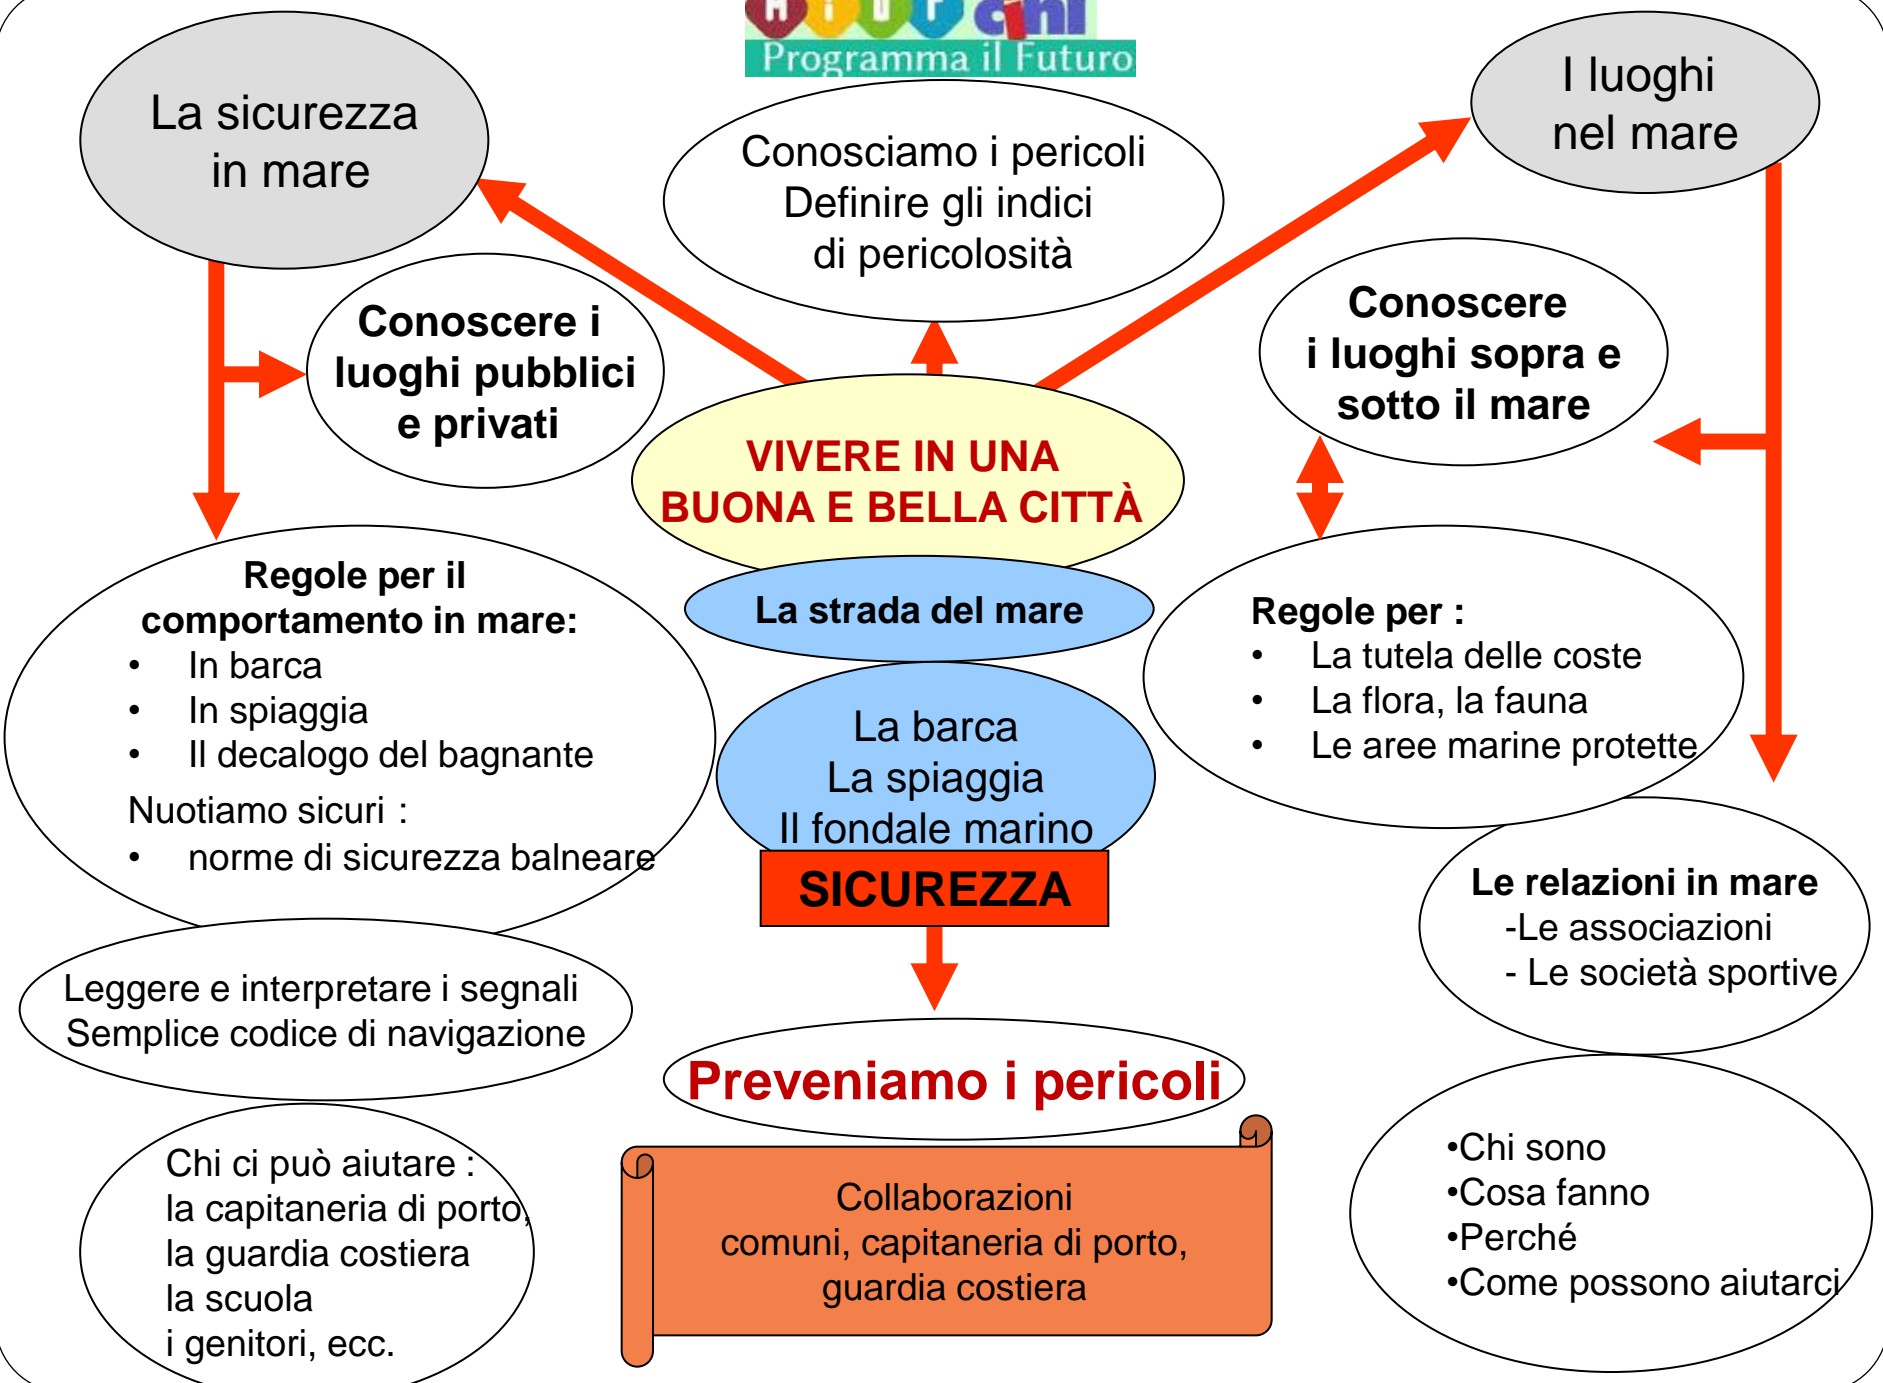 MIUR cini
Programma il Futuro
La sicurezza
in mare
Conosciamo i pericoli
Definire gli indici
di pericolosità
I luoghi
nel mare
Conoscere i
luoghi pubblici
e privati
Conoscere
i luoghi sopra e
sotto il mare
VIVERE IN UNA
BUONA E BELLA CITTÀ
La strada del mare
La barca
La spiaggia
Il fondale marino
SICUREZZA
Regole per il
comportamento in mare:
• In barca
• In spiaggia
• Il decalogo del bagnante
Nuotiamo sicuri :
• norme di sicurezza balneare
Regole per :
• La tutela delle coste
• La flora, la fauna
• Le aree marine protette
Le relazioni in mare
-Le associazioni
- Le società sportive
Leggere e interpretare i segnali
Semplice codice di navigazione
Preveniamo i pericoli
Chi ci può aiutare :
la capitaneria di porto,
la guardia costiera
la scuola
i genitori, ecc.
Collaborazioni
comuni, capitaneria di porto,
guardia costiera
•Chi sono
•Cosa fanno
•Perché
•Come possono aiutarci